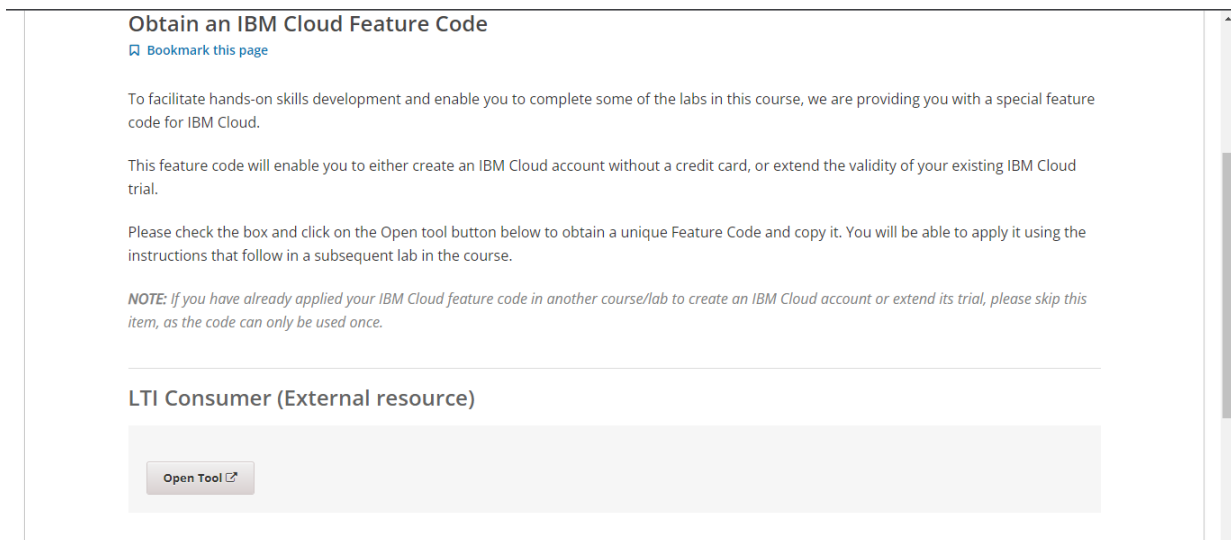 Obtain an IBM Cloud Feature Code
Bookmark this page
To facilitate hands-on skills development and enable you to complete some of the labs in this course, we are providing you with a special feature
code for IBM Cloud.
This feature code will enable you to either create an IBM Cloud account without a credit card, or extend the validity of your existing IBM Cloud
trial.
Please check the box and click on the Open tool button below to obtain a unique Feature Code and copy it. You will be able to apply it using the
instructions that follow in a subsequent lab in the course.
NOTE: If you have already applied your IBM Cloud feature code in another course/lab to create an IBM Cloud account or extend its trial, please skip this
item, as the code can only be used once.
LTI Consumer (External resource)
Open Tool